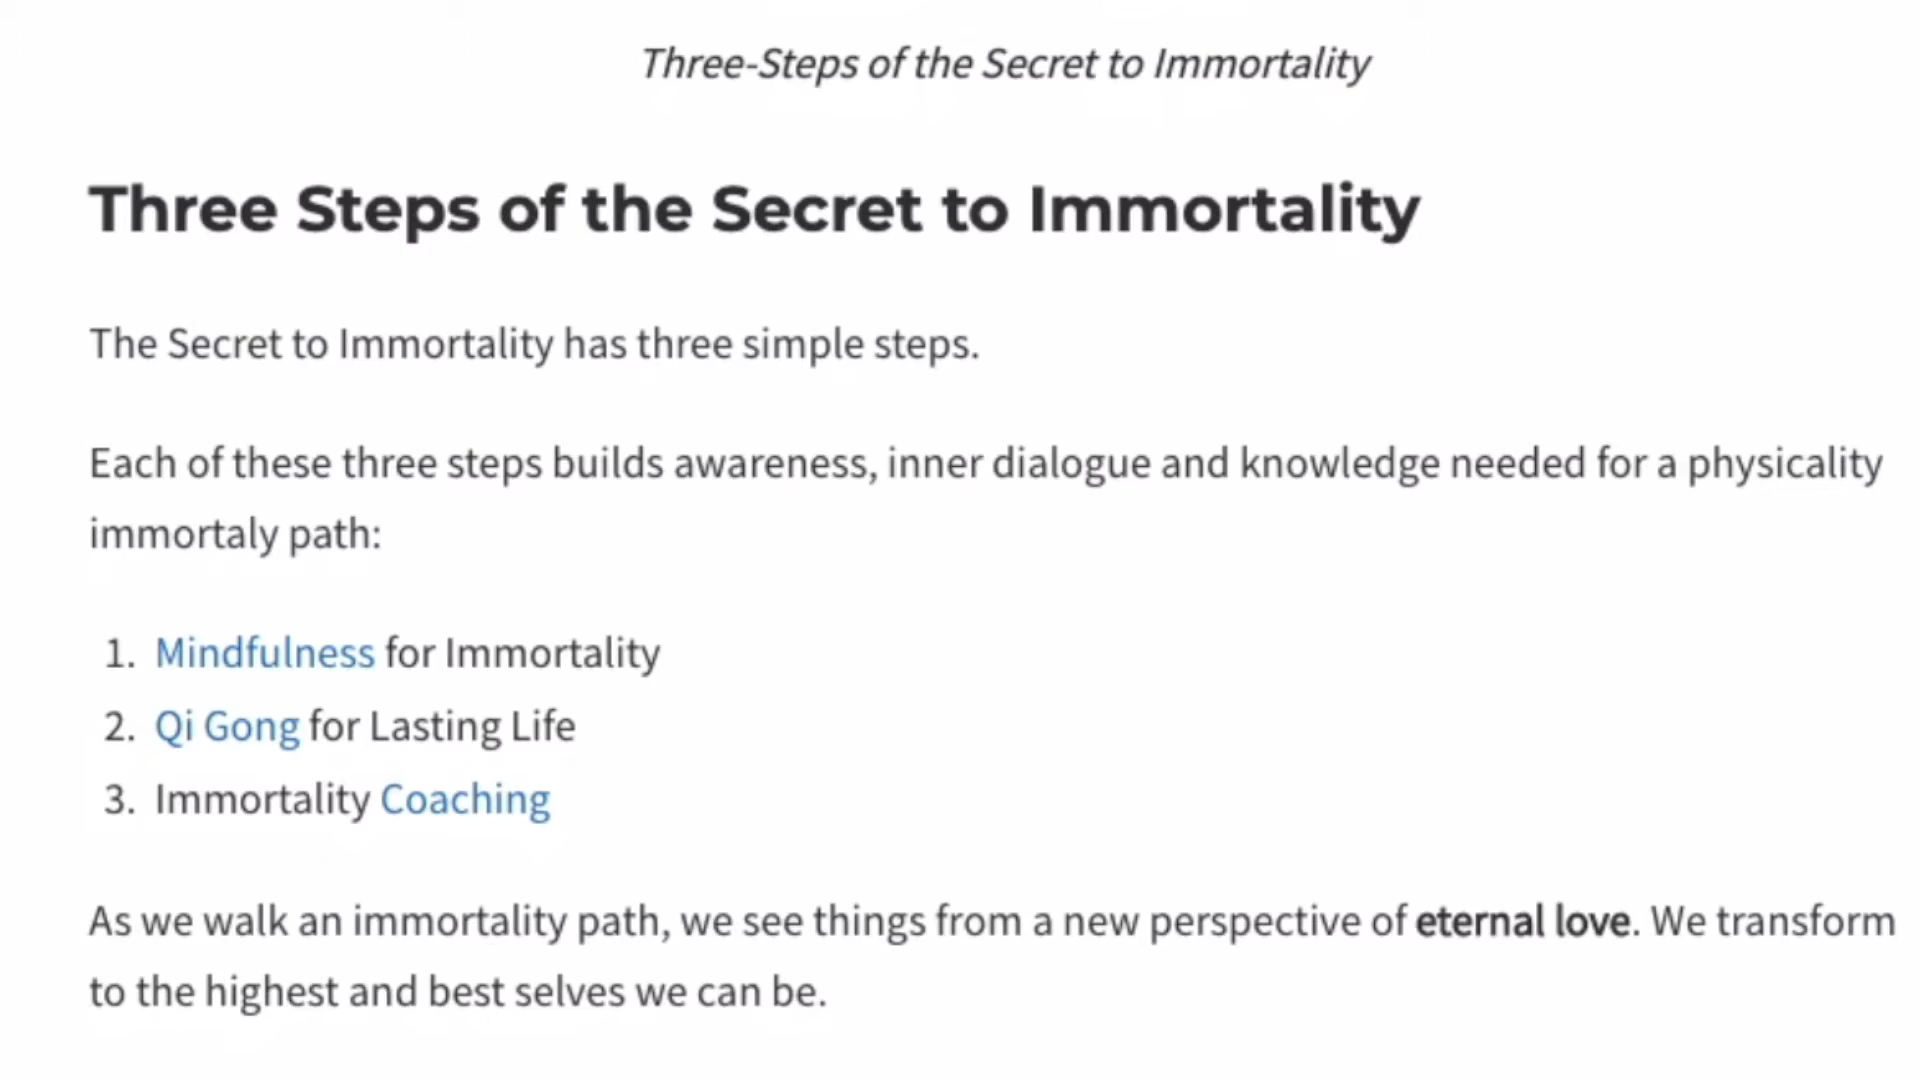 Three-Steps of the Secret to Immortality
Three Steps of the Secret to Immortality
The Secret to Immortality has three simple steps.
Each of these three steps builds awareness, inner dialogue and knowledge needed for a physicality
immortaly path:
1. Mindfulness for Immortality
2. Qi Gong for Lasting Life
3. Immortality Coaching
As we walk an immortality path, we see things from a new perspective of eternal love. We transform
to the highest and best selves we can be.